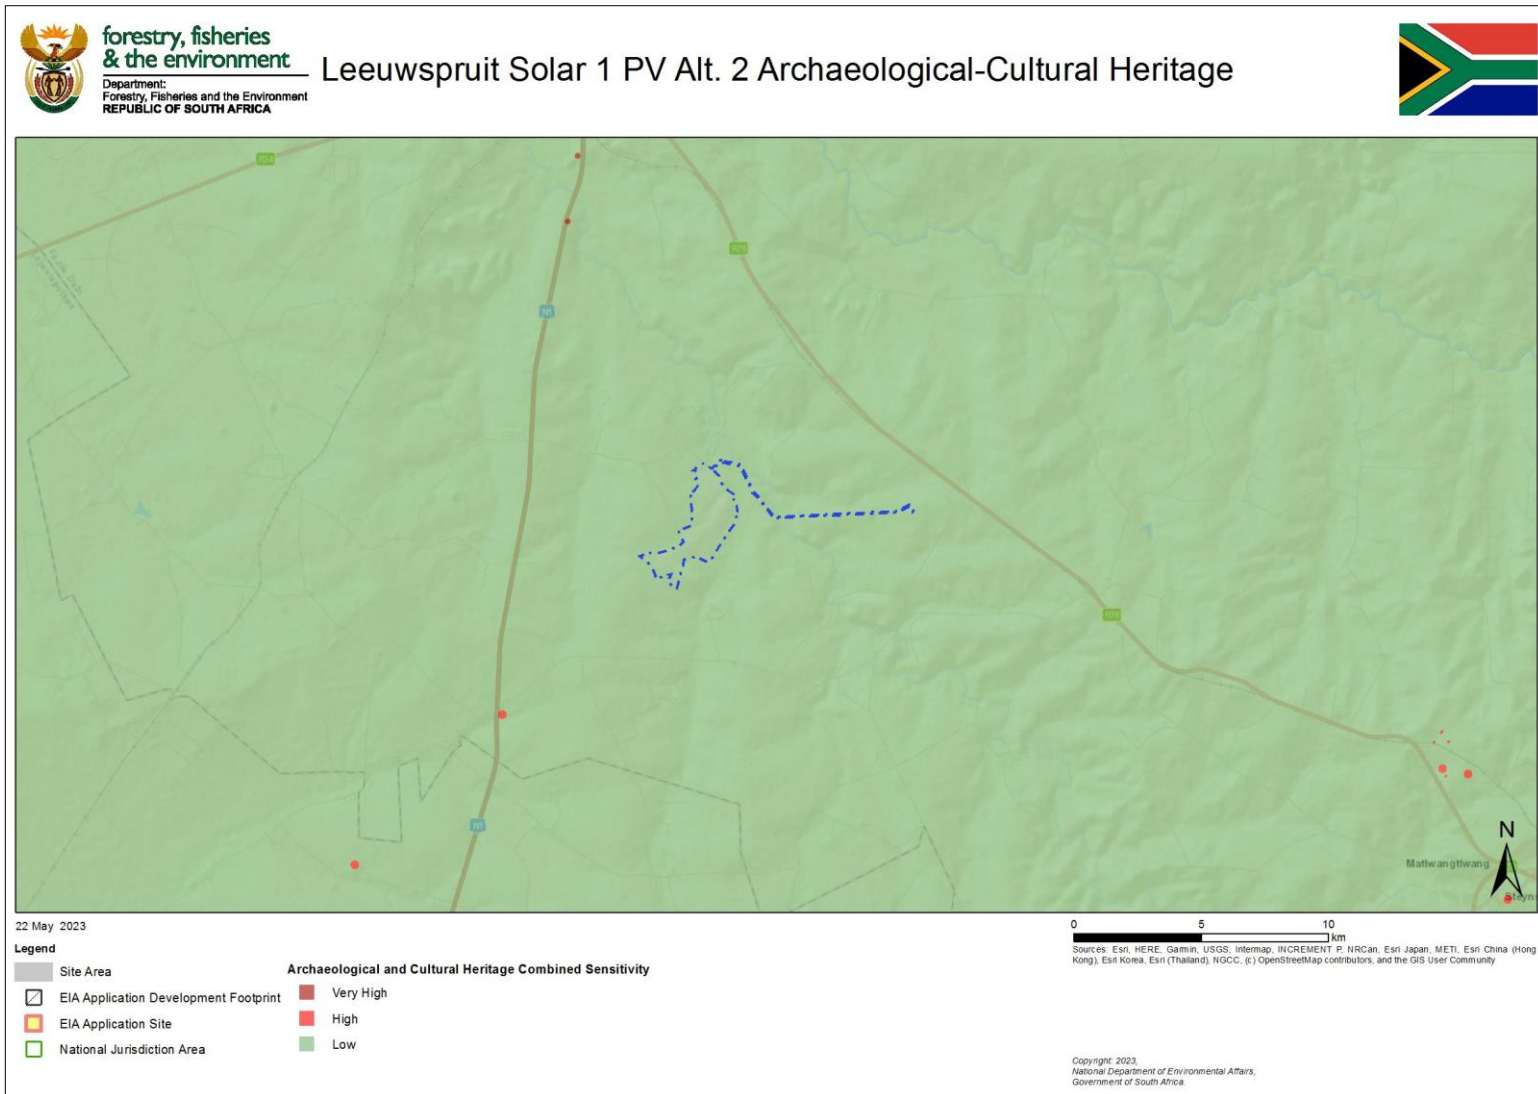 forestry, fisheries
& the environment
Department:
Forestry, Fisheries and the Environment
REPUBLIC OF SOUTH AFRICA
Leeuwspruit Solar 1 PV Alt. 2 Archaeological-Cultural Heritage
R34
R76
N1
R76
N1
N
Matlwangtlwang
Steyn
22 May 2023
0 5 10
km
Sources: Esri, HERE, Garmin, USGS, Intermap, INCREMENT P, NRCan, Esri Japan, METI, Esri China (Hong
Kong), Esri Korea, Esri (Thailand), NGCC, (c) OpenStreetMap contributors, and the GIS User Community
Legend
Site Area
EIA Application Development Footprint
EIA Application Site
National Jurisdiction Area
Archaeological and Cultural Heritage Combined Sensitivity
Very High
High
Low
Copyright: 2023,
National Department of Environmental Affairs,
Government of South Africa.